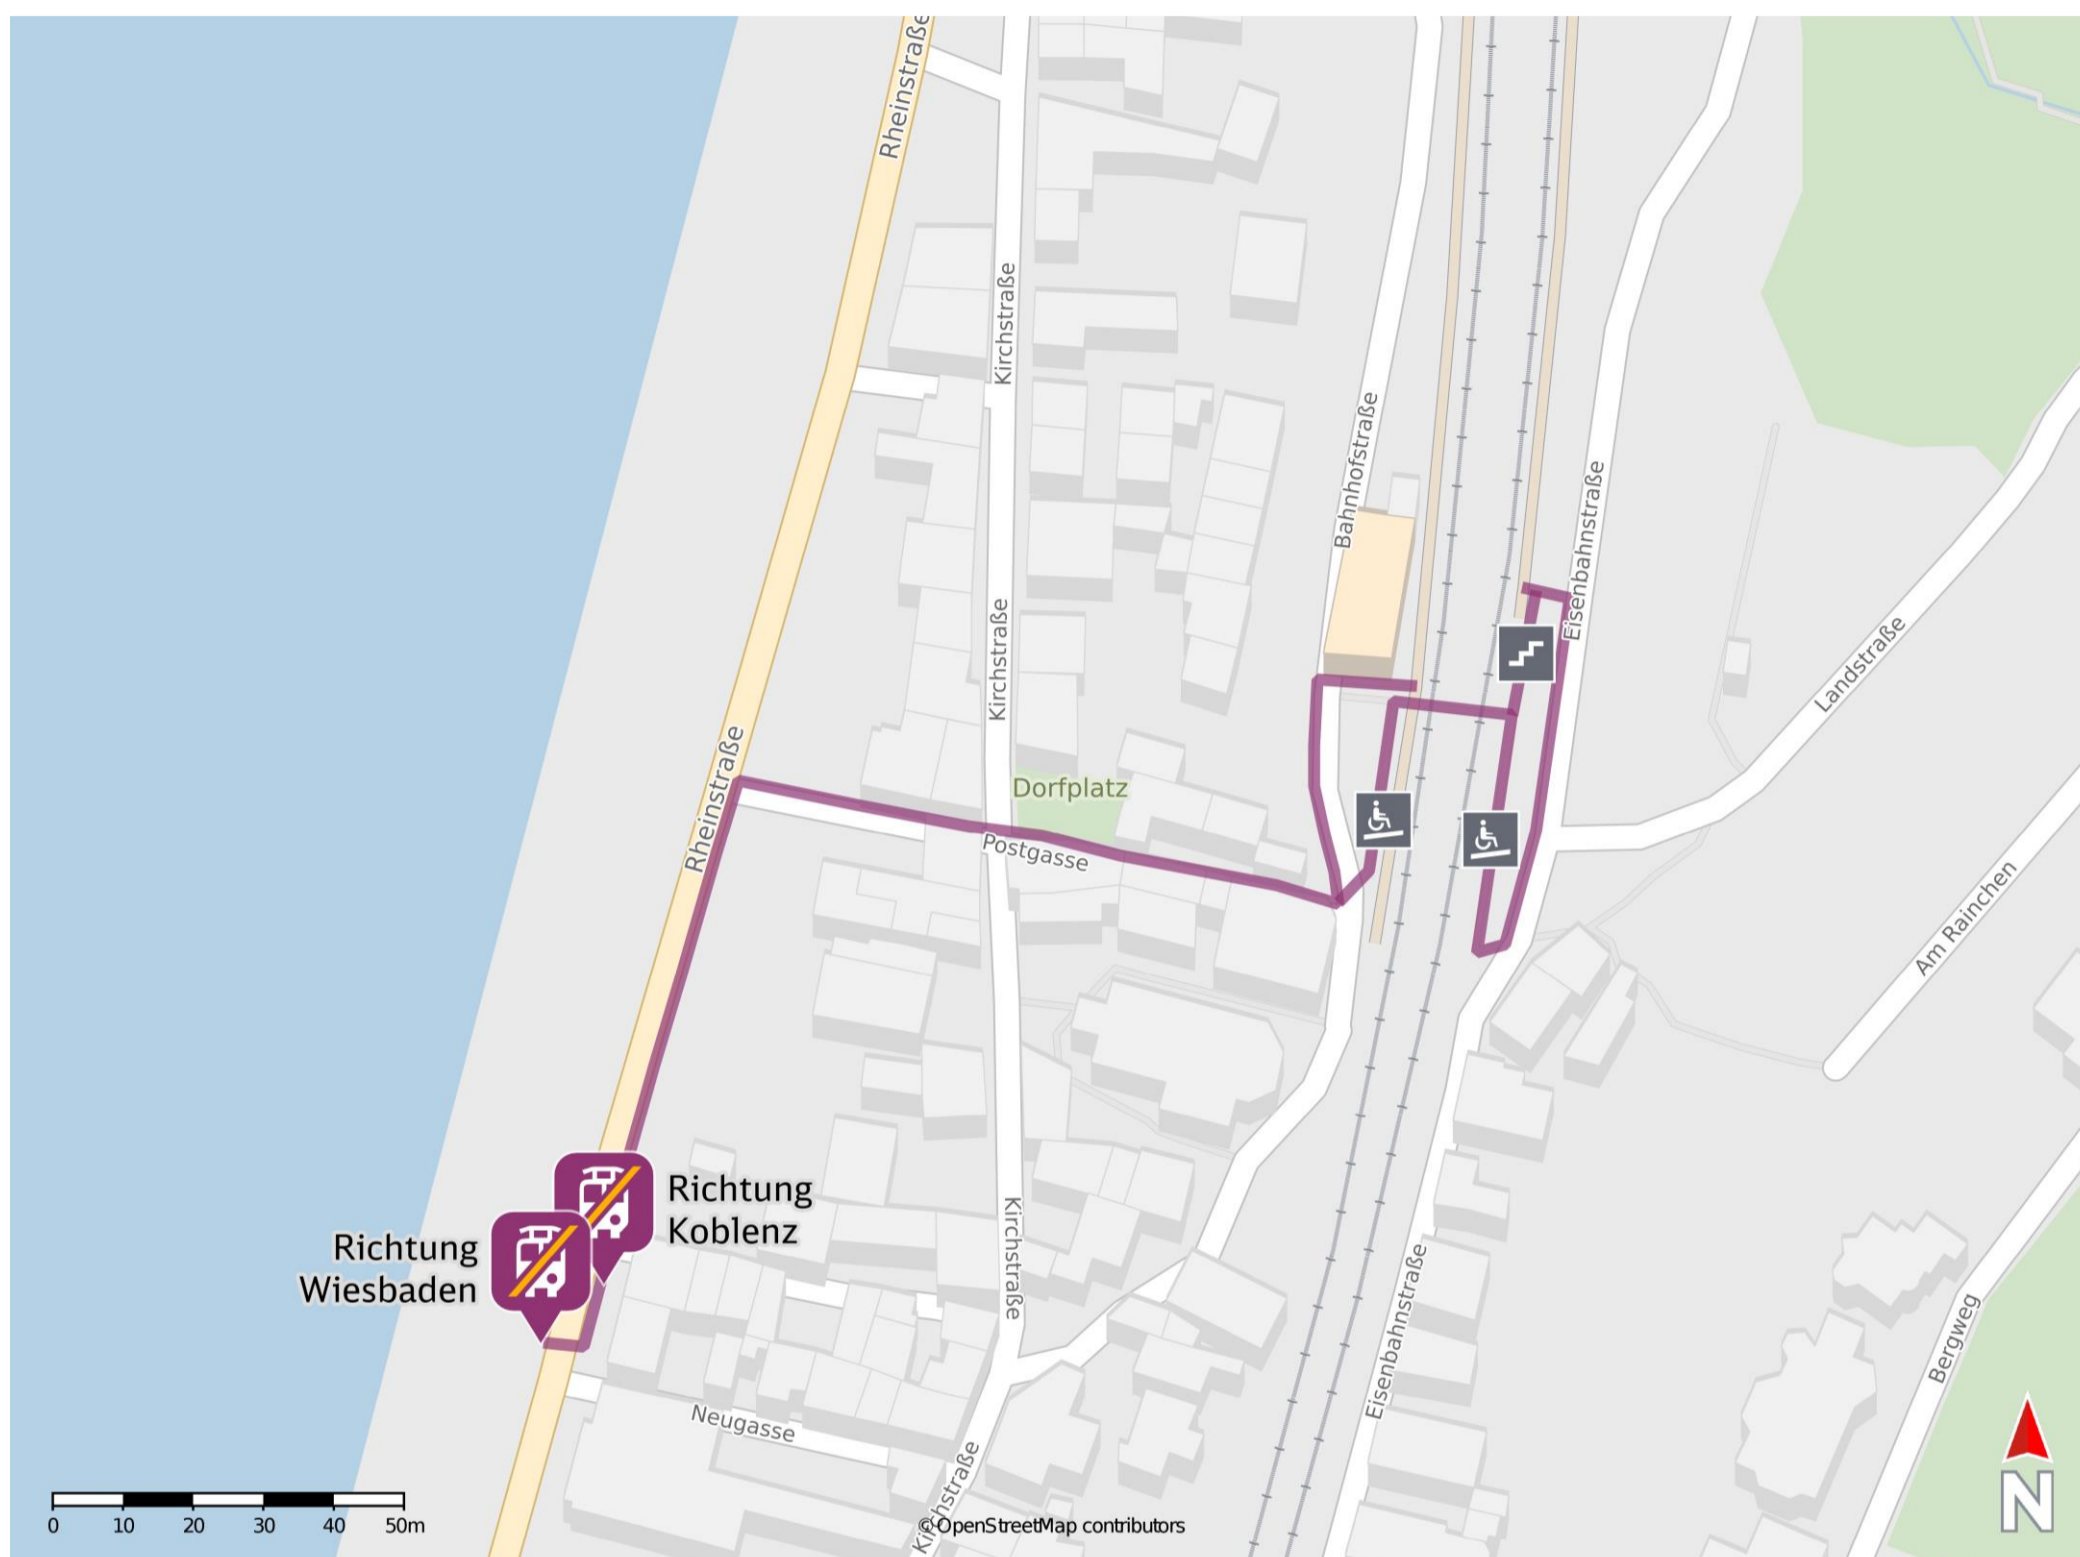 Rheinstraße
Kirchstraße
Bahnhofstraße
Eisenbahnstraße
Kirchstraße
Landstraße
Rheinstraße
Dorfplatz
Postgasse
Am Rainchen
Richtung
Koblenz
Richtung
Wiesbaden
Kirchstraße
Eisenbahnstraße
Bergweg
Neugasse
Kirchstraße
0 10 20 30 40 50m
© OpenStreetMap contributors
N